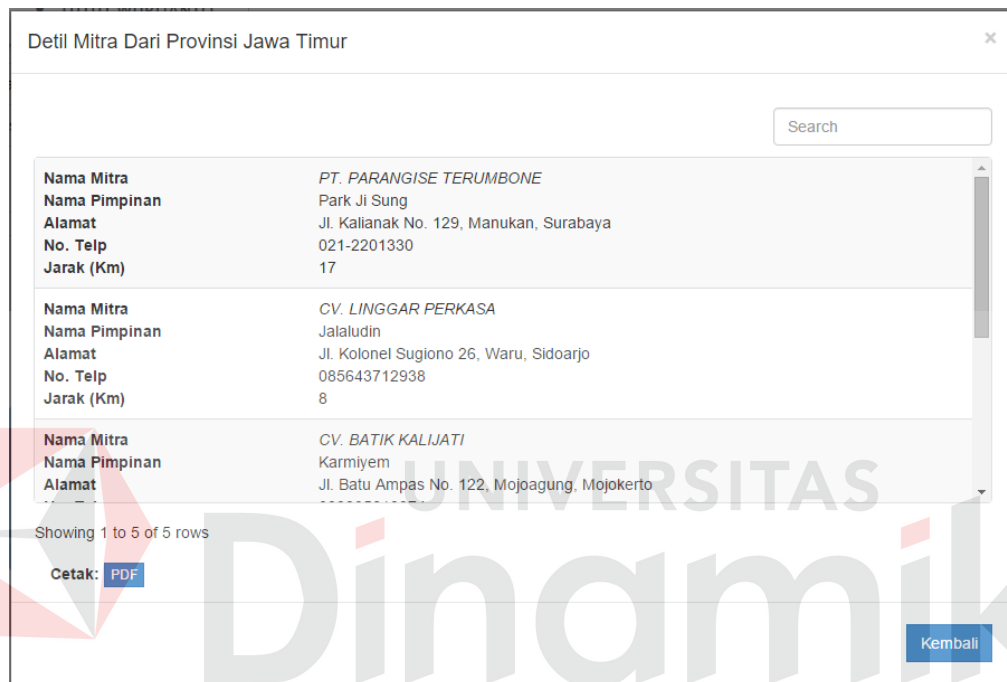 Detil Mitra Dari Provinsi Jawa Timur ×
Search
Nama Mitra PT. PARANGISE TERUMBONE
Nama Pimpinan Park Ji Sung
Alamat Jl. Kalianak No. 129, Manukan, Surabaya
No. Telp 021-2201330
Jarak (Km) 17
Nama Mitra CV. LINGGAR PERKASA
Nama Pimpinan Jalaludin
Alamat Jl. Kolonel Sugiono 26, Waru, Sidoarjo
No. Telp 085643712938
Jarak (Km) 8
Nama Mitra CV. BATIK KALIJATI
Nama Pimpinan Karmiyem
Alamat Jl. Batu Ampas No. 122, Mojoagung, Mojokerto
UNIVERSITAS
Showing 1 to 5 of 5 rows
Cetak: PDF
Dinamik
Kembali